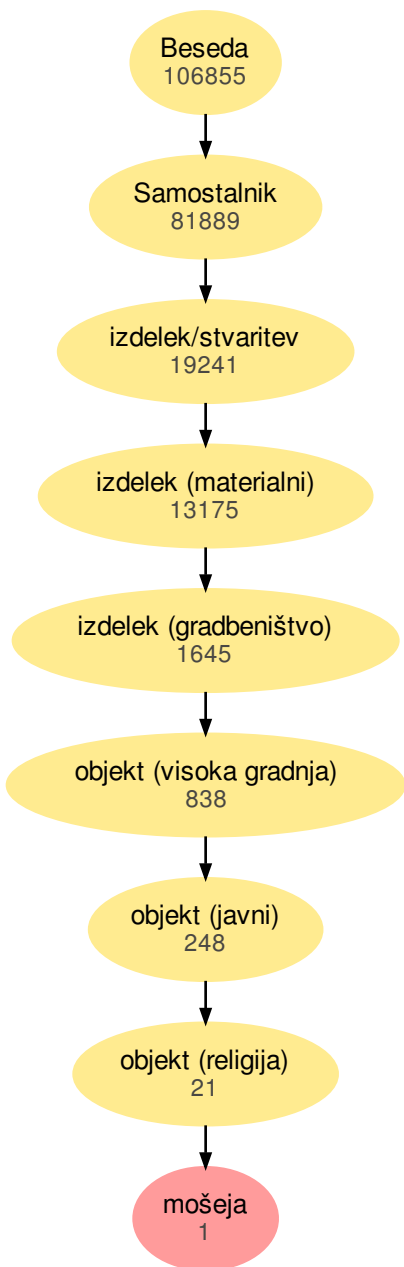 Beseda
106855
Samostalnik
81889
izdelek/stvaritev
19241
izdelek (materialni)
13175
izdelek (gradbeništvo)
1645
objekt (visoka gradnja)
838
objekt (javni)
248
objekt (religija)
21
mošeja
1